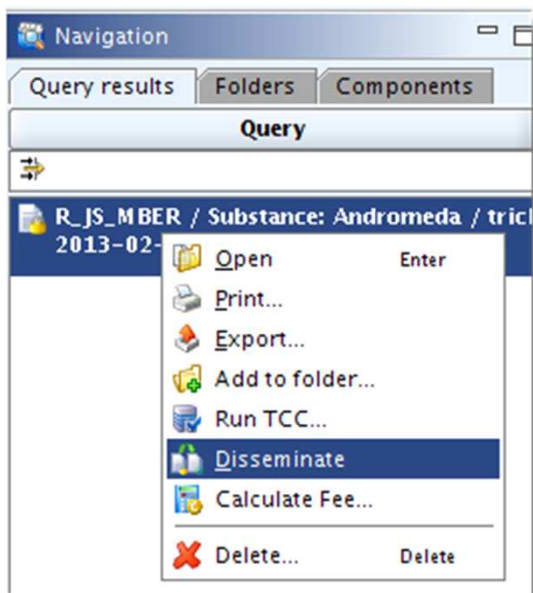 Navigation
Query results Folders Components
Query
R_JS_MBER / Substance: Andromeda / tricl
2013-02-
Open Enter
Print...
Export...
Add to folder...
Run TCC...
Disseminate
Calculate Fee...
Delete... Delete